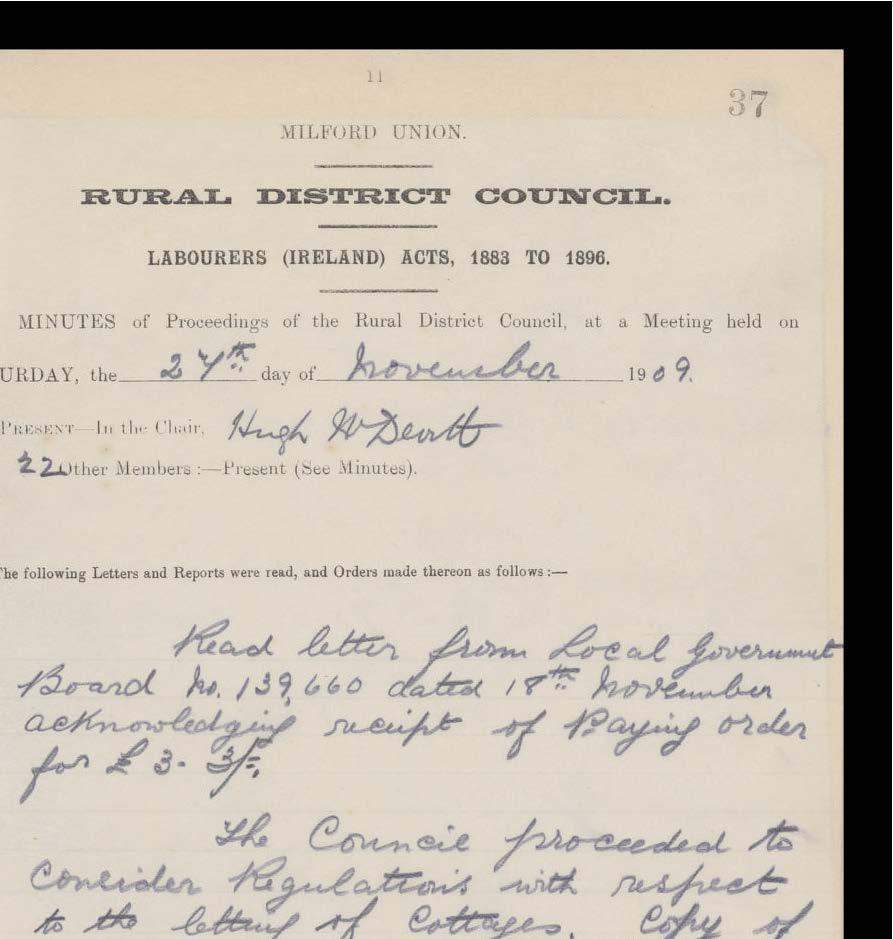 11
37
MILFORD UNION.
RURAL DISTRICT COUNCIL.
LABOURERS (IRELAND) ACTS, 1883 TO 1896.
MINUTES of Proceedings of the Rural District Council, at a Meeting held on
URDAY, the 27th day of November 1909.
PRESENT—In the Chair, Hugh McDevitt
22 Other Members :—Present (See Minutes).
The following Letters and Reports were read, and Orders made thereon as follows :—
Read letter from Local Government
Board No. 139,660 dated 18th November
acknowledging receipt of Paying order
for £ 3. 3/=,
The Council proceeded to
Consider Regulations with respect
to the letting of Cottages. Copy of